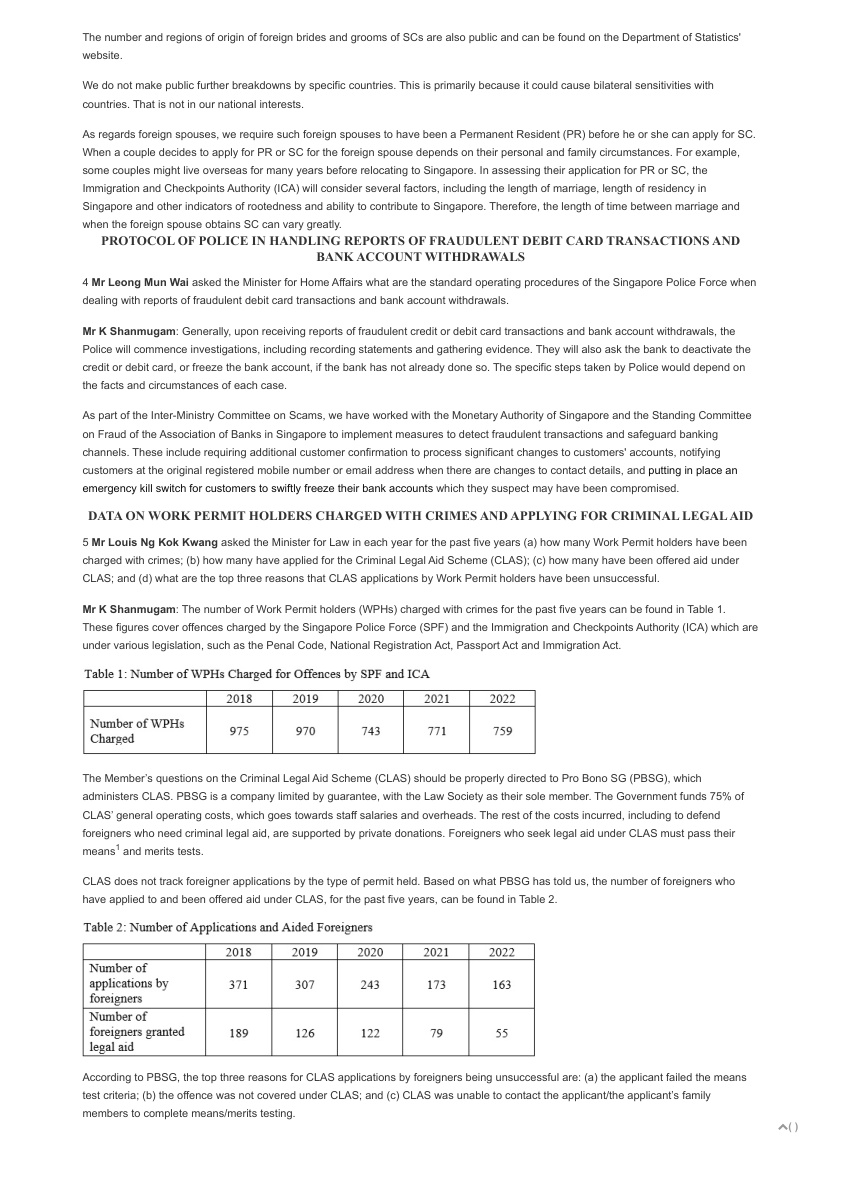 The number and regions of origin of foreign brides and grooms of SCs are also public and can be found on the Department of Statistics'
website.
We do not make public further breakdowns by specific countries. This is primarily because it could cause bilateral sensitivities with
countries. That is not in our national interests.
As regards foreign spouses, we require such foreign spouses to have been a Permanent Resident (PR) before he or she can apply for SC.
When a couple decides to apply for PR or SC for the foreign spouse depends on their personal and family circumstances. For example,
some couples might live overseas for many years before relocating to Singapore. In assessing their application for PR or SC, the
Immigration and Checkpoints Authority (ICA) will consider several factors, including the length of marriage, length of residency in
Singapore and other indicators of rootedness and ability to contribute to Singapore. Therefore, the length of time between marriage and
when the foreign spouse obtains SC can vary greatly.
PROTOCOL OF POLICE IN HANDLING REPORTS OF FRAUDULENT DEBIT CARD TRANSACTIONS AND
BANK ACCOUNT WITHDRAWALS
4 Mr Leong Mun Wai asked the Minister for Home Affairs what are the standard operating procedures of the Singapore Police Force when
dealing with reports of fraudulent debit card transactions and bank account withdrawals.
Mr K Shanmugam: Generally, upon receiving reports of fraudulent credit or debit card transactions and bank account withdrawals, the
Police will commence investigations, including recording statements and gathering evidence. They will also ask the bank to deactivate the
credit or debit card, or freeze the bank account, if the bank has not already done so. The specific steps taken by Police would depend on
the facts and circumstances of each case.
As part of the Inter-Ministry Committee on Scams, we have worked with the Monetary Authority of Singapore and the Standing Committee
on Fraud of the Association of Banks in Singapore to implement measures to detect fraudulent transactions and safeguard banking
channels. These include requiring additional customer confirmation to process significant changes to customers' accounts, notifying
customers at the original registered mobile number or email address when there are changes to contact details, and putting in place an
emergency kill switch for customers to swiftly freeze their bank accounts which they suspect may have been compromised.
DATA ON WORK PERMIT HOLDERS CHARGED WITH CRIMES AND APPLYING FOR CRIMINAL LEGAL AID
5 Mr Louis Ng Kok Kwang asked the Minister for Law in each year for the past five years (a) how many Work Permit holders have been
charged with crimes; (b) how many have applied for the Criminal Legal Aid Scheme (CLAS); (c) how many have been offered aid under
CLAS; and (d) what are the top three reasons that CLAS applications by Work Permit holders have been unsuccessful.
Mr K Shanmugam: The number of Work Permit holders (WPHs) charged with crimes for the past five years can be found in Table 1.
These figures cover offences charged by the Singapore Police Force (SPF) and the Immigration and Checkpoints Authority (ICA) which are
under various legislation, such as the Penal Code, National Registration Act, Passport Act and Immigration Act.
Table 1: Number of WPHs Charged for Offences by SPF and ICA
2018 2019 2020 2021 2022
Number of WPHs
Charged 975 970 743 771 759
The Member's questions on the Criminal Legal Aid Scheme (CLAS) should be properly directed to Pro Bono SG (PBSG), which
administers CLAS. PBSG is a company limited by guarantee, with the Law Society as their sole member. The Government funds 75% of
CLAS' general operating costs, which goes towards staff salaries and overheads. The rest of the costs incurred, including to defend
foreigners who need criminal legal aid, are supported by private donations. Foreigners who seek legal aid under CLAS must pass their
means1 and merits tests.
CLAS does not track foreigner applications by the type of permit held. Based on what PBSG has told us, the number of foreigners who
have applied to and been offered aid under CLAS, for the past five years, can be found in Table 2.
Table 2: Number of Applications and Aided Foreigners
2018 2019 2020 2021 2022
Number of
applications by
foreigners 371 307 243 173 163
Number of
foreigners granted
legal aid 189 126 122 79 55
According to PBSG, the top three reasons for CLAS applications by foreigners being unsuccessful are: (a) the applicant failed the means
test criteria; (b) the offence was not covered under CLAS; and (c) CLAS was unable to contact the applicant/the applicant's family
members to complete means/merits testing.
( )